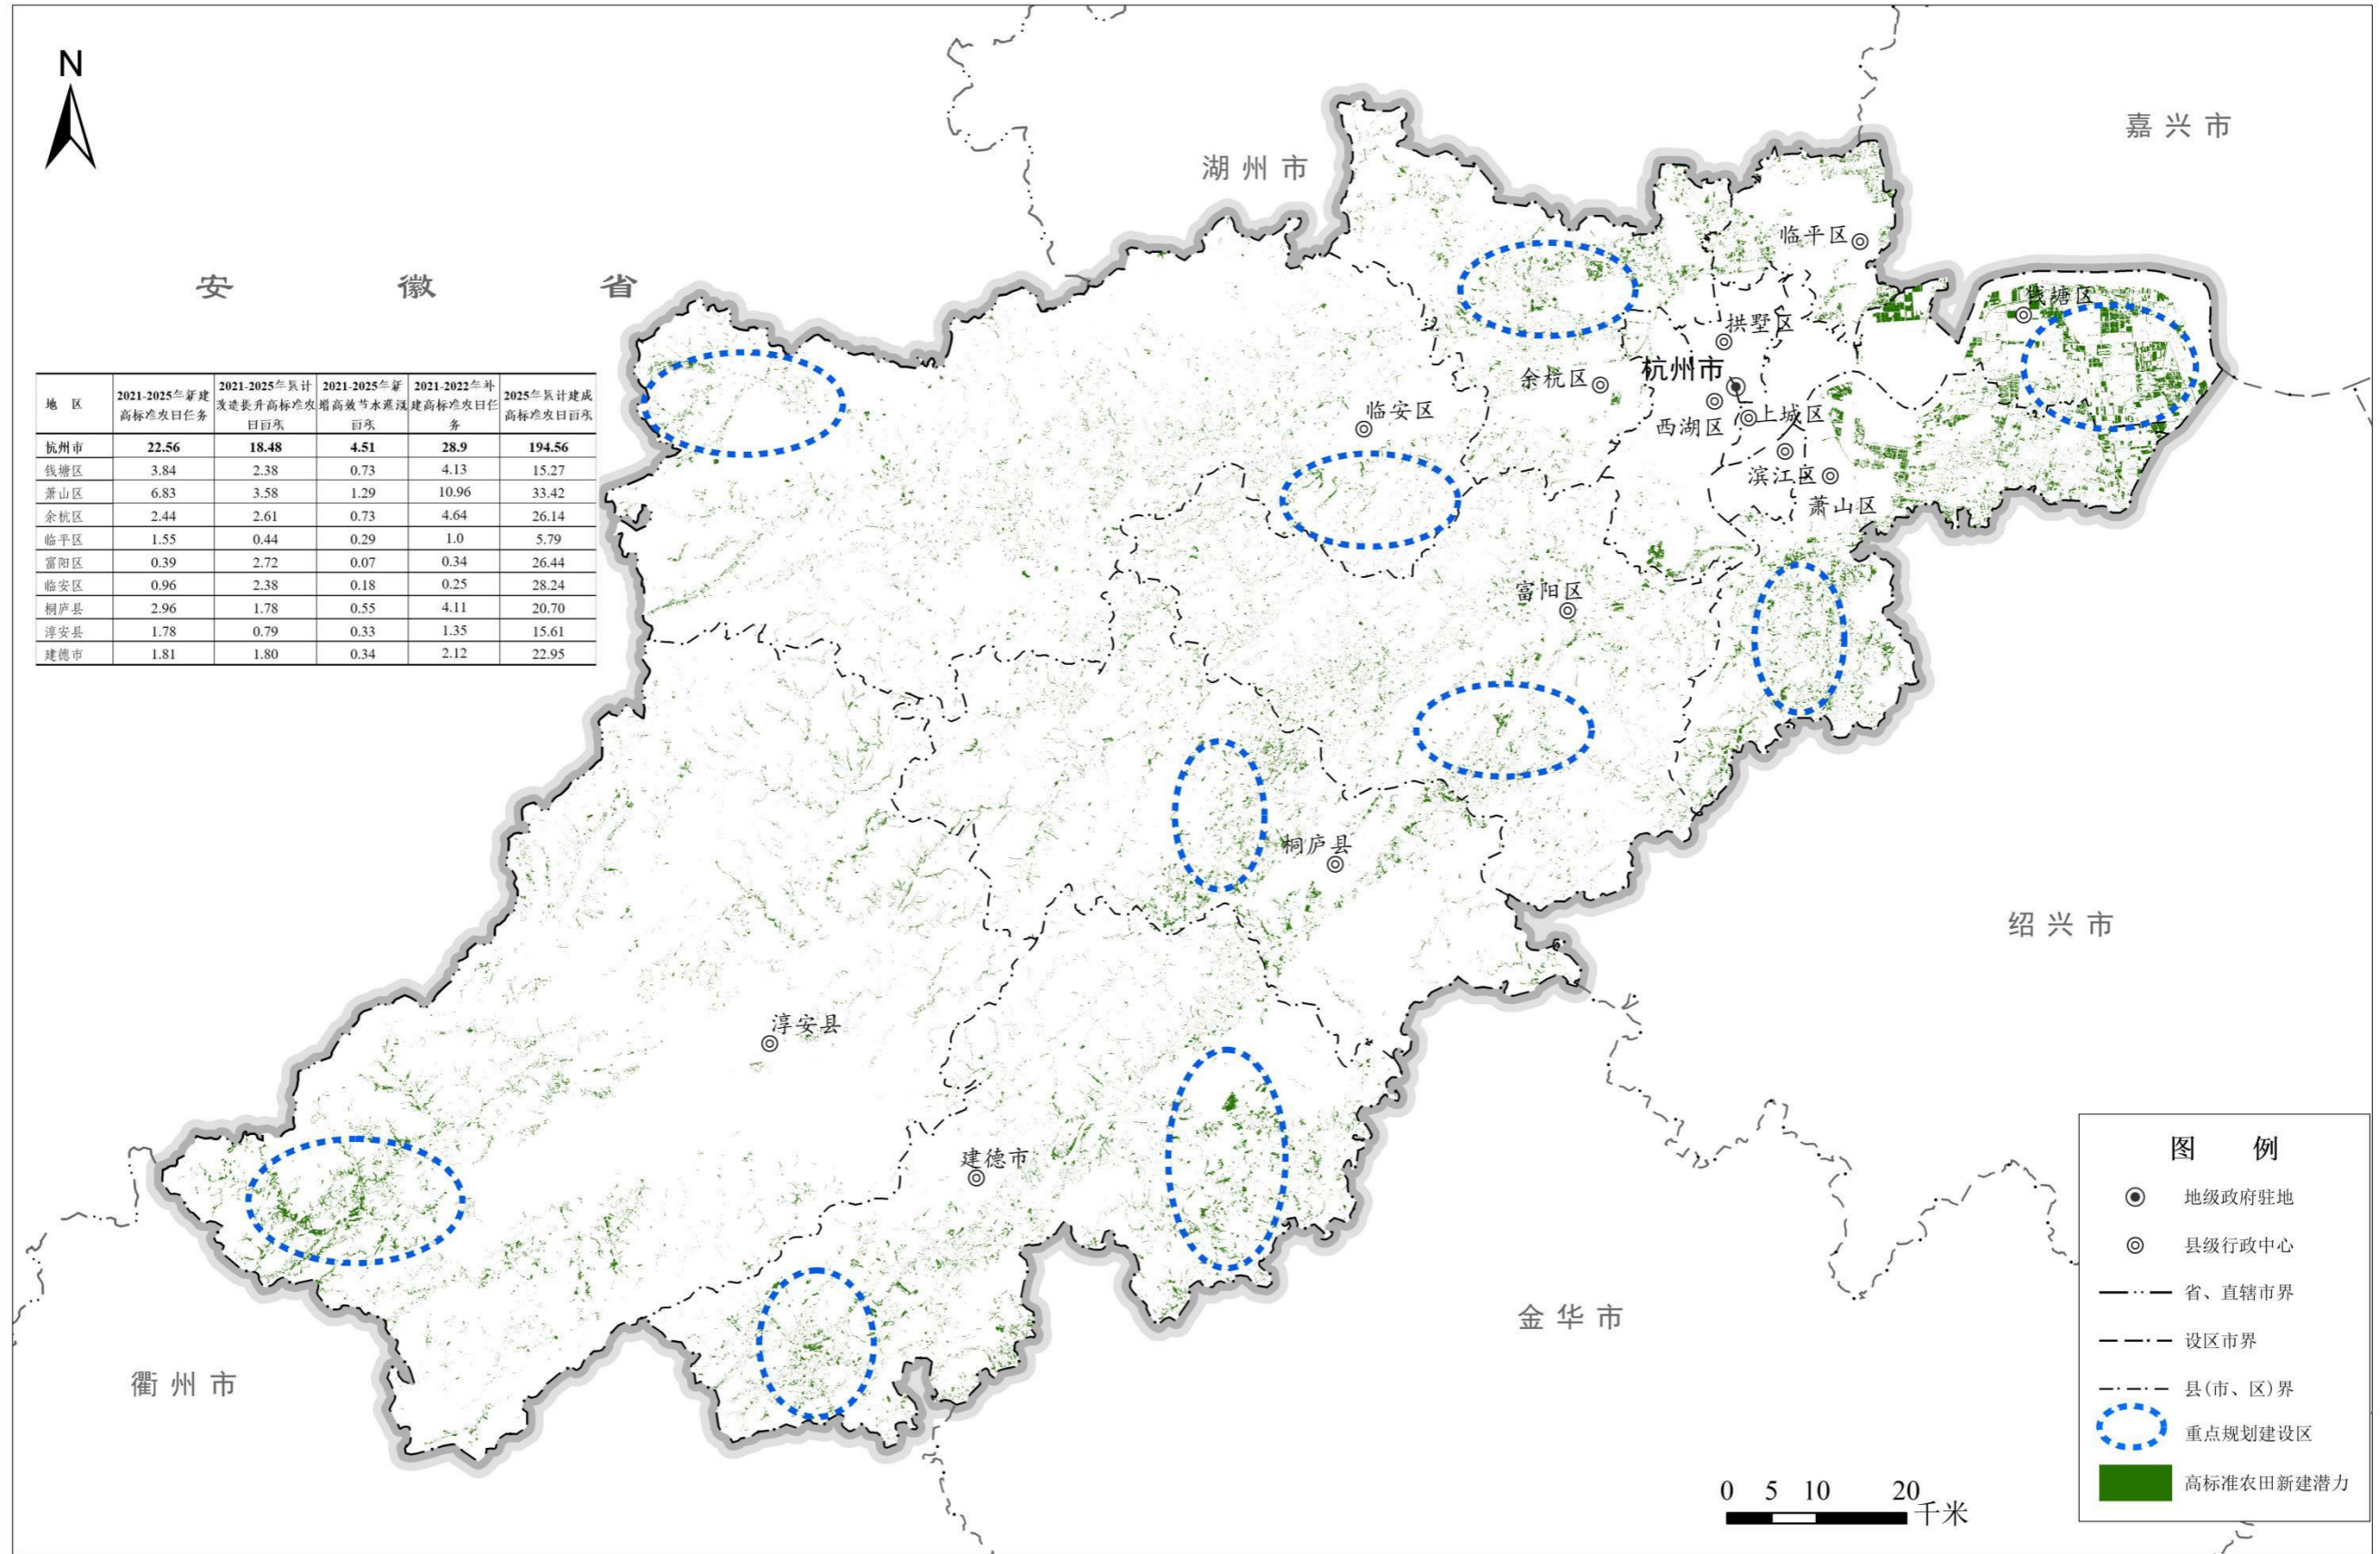 N
嘉兴市
湖州市
安徽省
临平区
钱塘区
拱墅区
杭州市
余杭区
临安区
上城区
西湖区
滨江区
萧山区
富阳区
桐庐县
绍兴市
淳安县
建德市
金华市
衢州市
地 区 2021-2025年新建高标准农田任务 2021-2025年累计改造提升高标准农田面积 2021-2025年新增高效节水灌溉面积 2021-2022年补建高标准农田任务 2025年累计建成高标准农田面积
杭州市 22.56 18.48 4.51 28.9 194.56
钱塘区 3.84 2.38 0.73 4.13 15.27
萧山区 6.83 3.58 1.29 10.96 33.42
余杭区 2.44 2.61 0.73 4.64 26.14
临平区 1.55 0.44 0.29 1.0 5.79
富阳区 0.39 2.72 0.07 0.34 26.44
临安区 0.96 2.38 0.18 0.25 28.24
桐庐县 2.96 1.78 0.55 4.11 20.70
淳安县 1.78 0.79 0.33 1.35 15.61
建德市 1.81 1.80 0.34 2.12 22.95
图 例
地级政府驻地
县级行政中心
省、直辖市界
设区市界
县(市、区)界
重点规划建设区
高标准农田新建潜力
0 5 10 20
千米